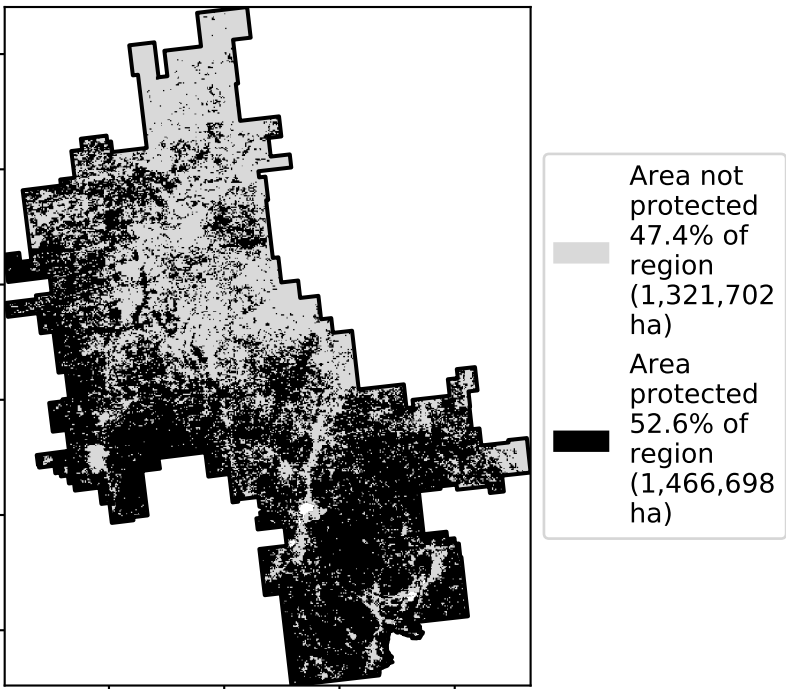 Area not
protected
47.4% of
region
(1,321,702
ha)
Area
protected
52.6% of
region
(1,466,698
ha)